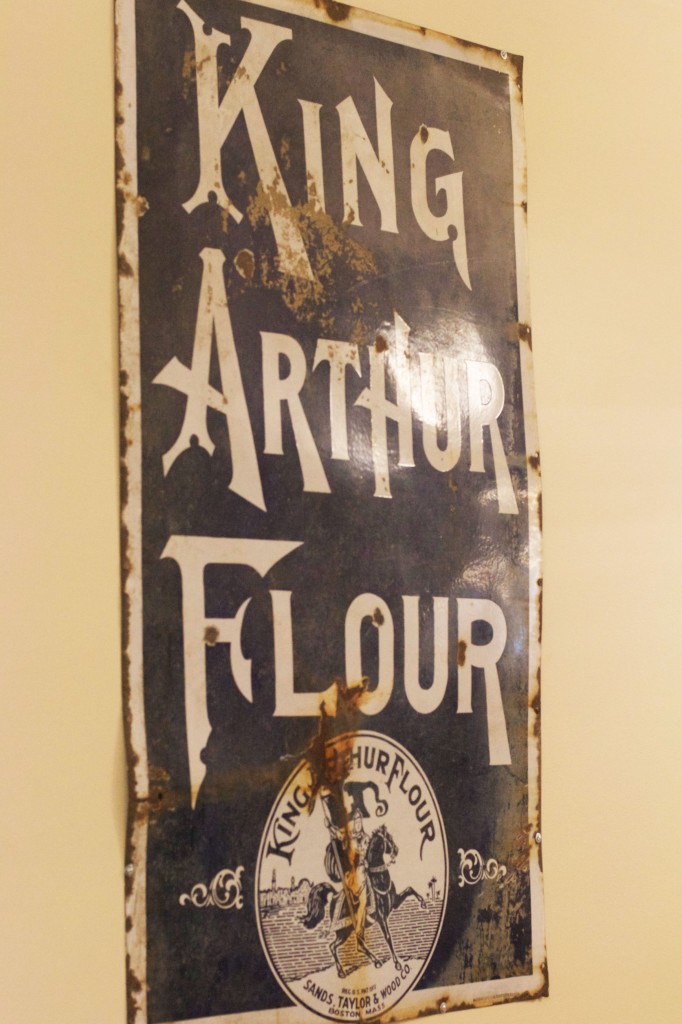 KING
ARTHUR
FLOUR
KING ARTHUR FLOUR
SANDS, TAYLOR & WOOD CO.
BOSTON MASS